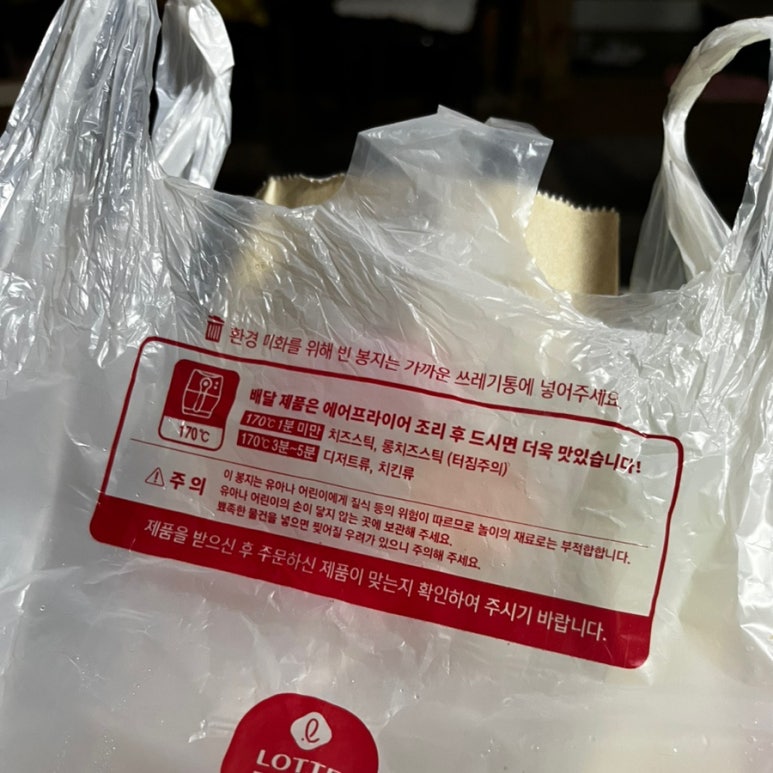 환경 미화를 위해 빈 봉지는 가까운 쓰레기통에 넣어주세요.
배달 제품은 에어프라이어 조리 후 드시면 더욱 맛있습니다!
170℃ 1분 미만 치즈스틱, 롱치즈스틱 (터짐주의)
170℃ 3분~5분 디저트류, 치킨류
170℃
주의
이 봉지는 유아나 어린이에게 질식 등의 위험이 따르므로 놀이의 재료로는 부적합합니다.
유아나 어린이의 손이 닿지 않는 곳에 보관해 주세요.
뾰족한 물건을 넣으면 찢어질 우려가 있으니 주의해 주세요.
제품을 받으신 후 주문하신 제품이 맞는지 확인하여 주시기 바랍니다.
LOTTE